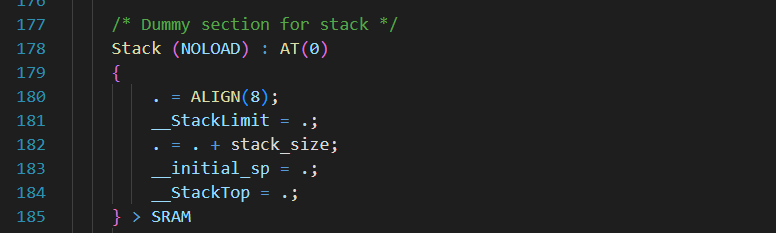 176
177 /* Dummy section for stack */
178 Stack (NOLOAD) : AT(0)
179 {
180 . = ALIGN(8);
181 __StackLimit = .;
182 . = . + stack_size;
183 __initial_sp = .;
184 __StackTop = .;
185 } > SRAM